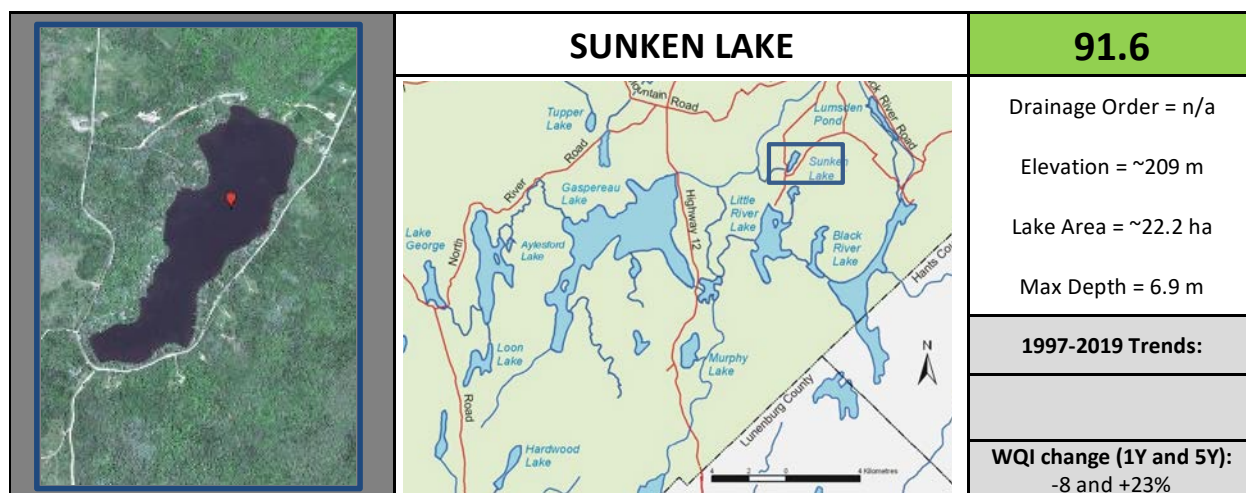 SUNKEN LAKE
91.6
Drainage Order = n/a
Elevation = ~209 m
Lake Area = ~22.2 ha
Max Depth = 6.9 m
1997-2019 Trends:
WQI change (1Y and 5Y):
-8 and +23%
Mountain Road
Tupper
Lake
Lumsden
Pond
River Road
Sunken
Lake
North
River
Road
Gaspereau
Lake
Highway 12
Little
River
Lake
Lake
George
Aylesford
Lake
Black
River
Lake
Hants Co
Loon
Lake
Murphy
Lake
N
Road
Lunenburg County
Hardwood
Lake
4 2 0 4 Kilometres